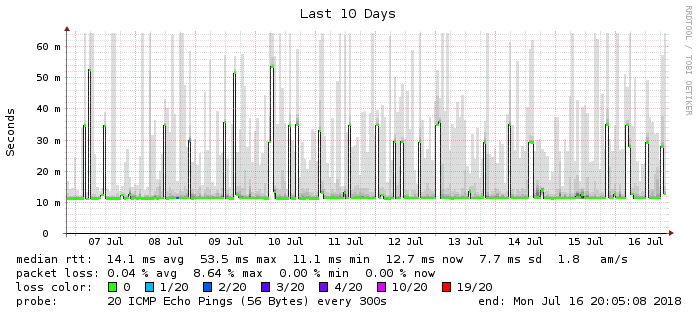 Last 10 Days
RRDTOOL / TOBI OETIKER
Seconds
60 m
50 m
40 m
30 m
20 m
10 m
0
07 Jul 08 Jul 09 Jul 10 Jul 11 Jul 12 Jul 13 Jul 14 Jul 15 Jul 16 Jul
median rtt: 14.1 ms avg 53.5 ms max 11.1 ms min 12.7 ms now 7.7 ms sd 1.8 am/s
packet loss: 0.04 % avg 8.64 % max 0.00 % min 0.00 % now
loss color: 0 1/20 2/20 3/20 4/20 10/20 19/20
probe: 20 ICMP Echo Pings (56 Bytes) every 300s end: Mon Jul 16 20:05:08 2018